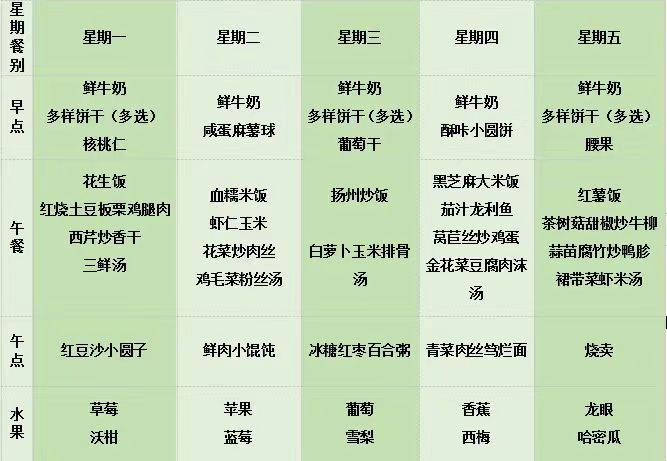 星期餐别
星期一
星期二
星期三
星期四
星期五
早点
鲜牛奶
多样饼干（多选）
核桃仁
鲜牛奶
咸蛋麻薯球
鲜牛奶
多样饼干（多选）
葡萄干
鲜牛奶
酥咔小圆饼
鲜牛奶
多样饼干（多选）
腰果
午餐
花生饭
红烧土豆板栗鸡腿肉
西芹炒香干
三鲜汤
血糯米饭
虾仁玉米
花菜炒肉丝
鸡毛菜粉丝汤
扬州炒饭
白萝卜玉米排骨
汤
黑芝麻大米饭
茄汁龙利鱼
莴苣丝炒鸡蛋
金花菜豆腐肉沫
汤
红薯饭
茶树菇甜椒炒牛柳
蒜苗腐竹炒鸭胗
裙带菜虾米汤
午点
红豆沙小圆子
鲜肉小馄饨
冰糖红枣百合粥
青菜肉丝笃烂面
烧卖
水果
草莓
沃柑
苹果
蓝莓
葡萄
雪梨
香蕉
西梅
龙眼
哈密瓜